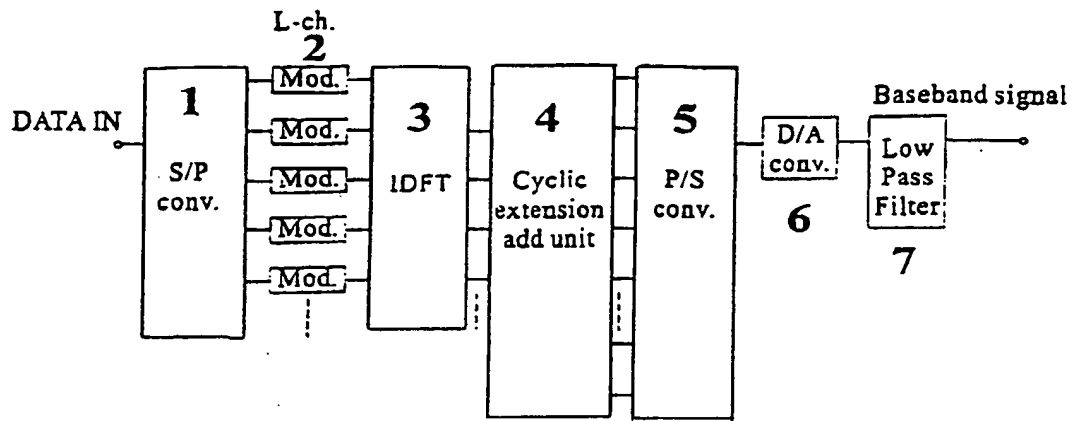 L-ch.
2
Mod.
Mod.
Mod.
Mod.
Mod.
DATA IN
1
S/P
conv.
3
IDFT
4
Cyclic
extension
add unit
5
P/S
conv.
D/A
conv.
6
Baseband signal
Low
Pass
Filter
7